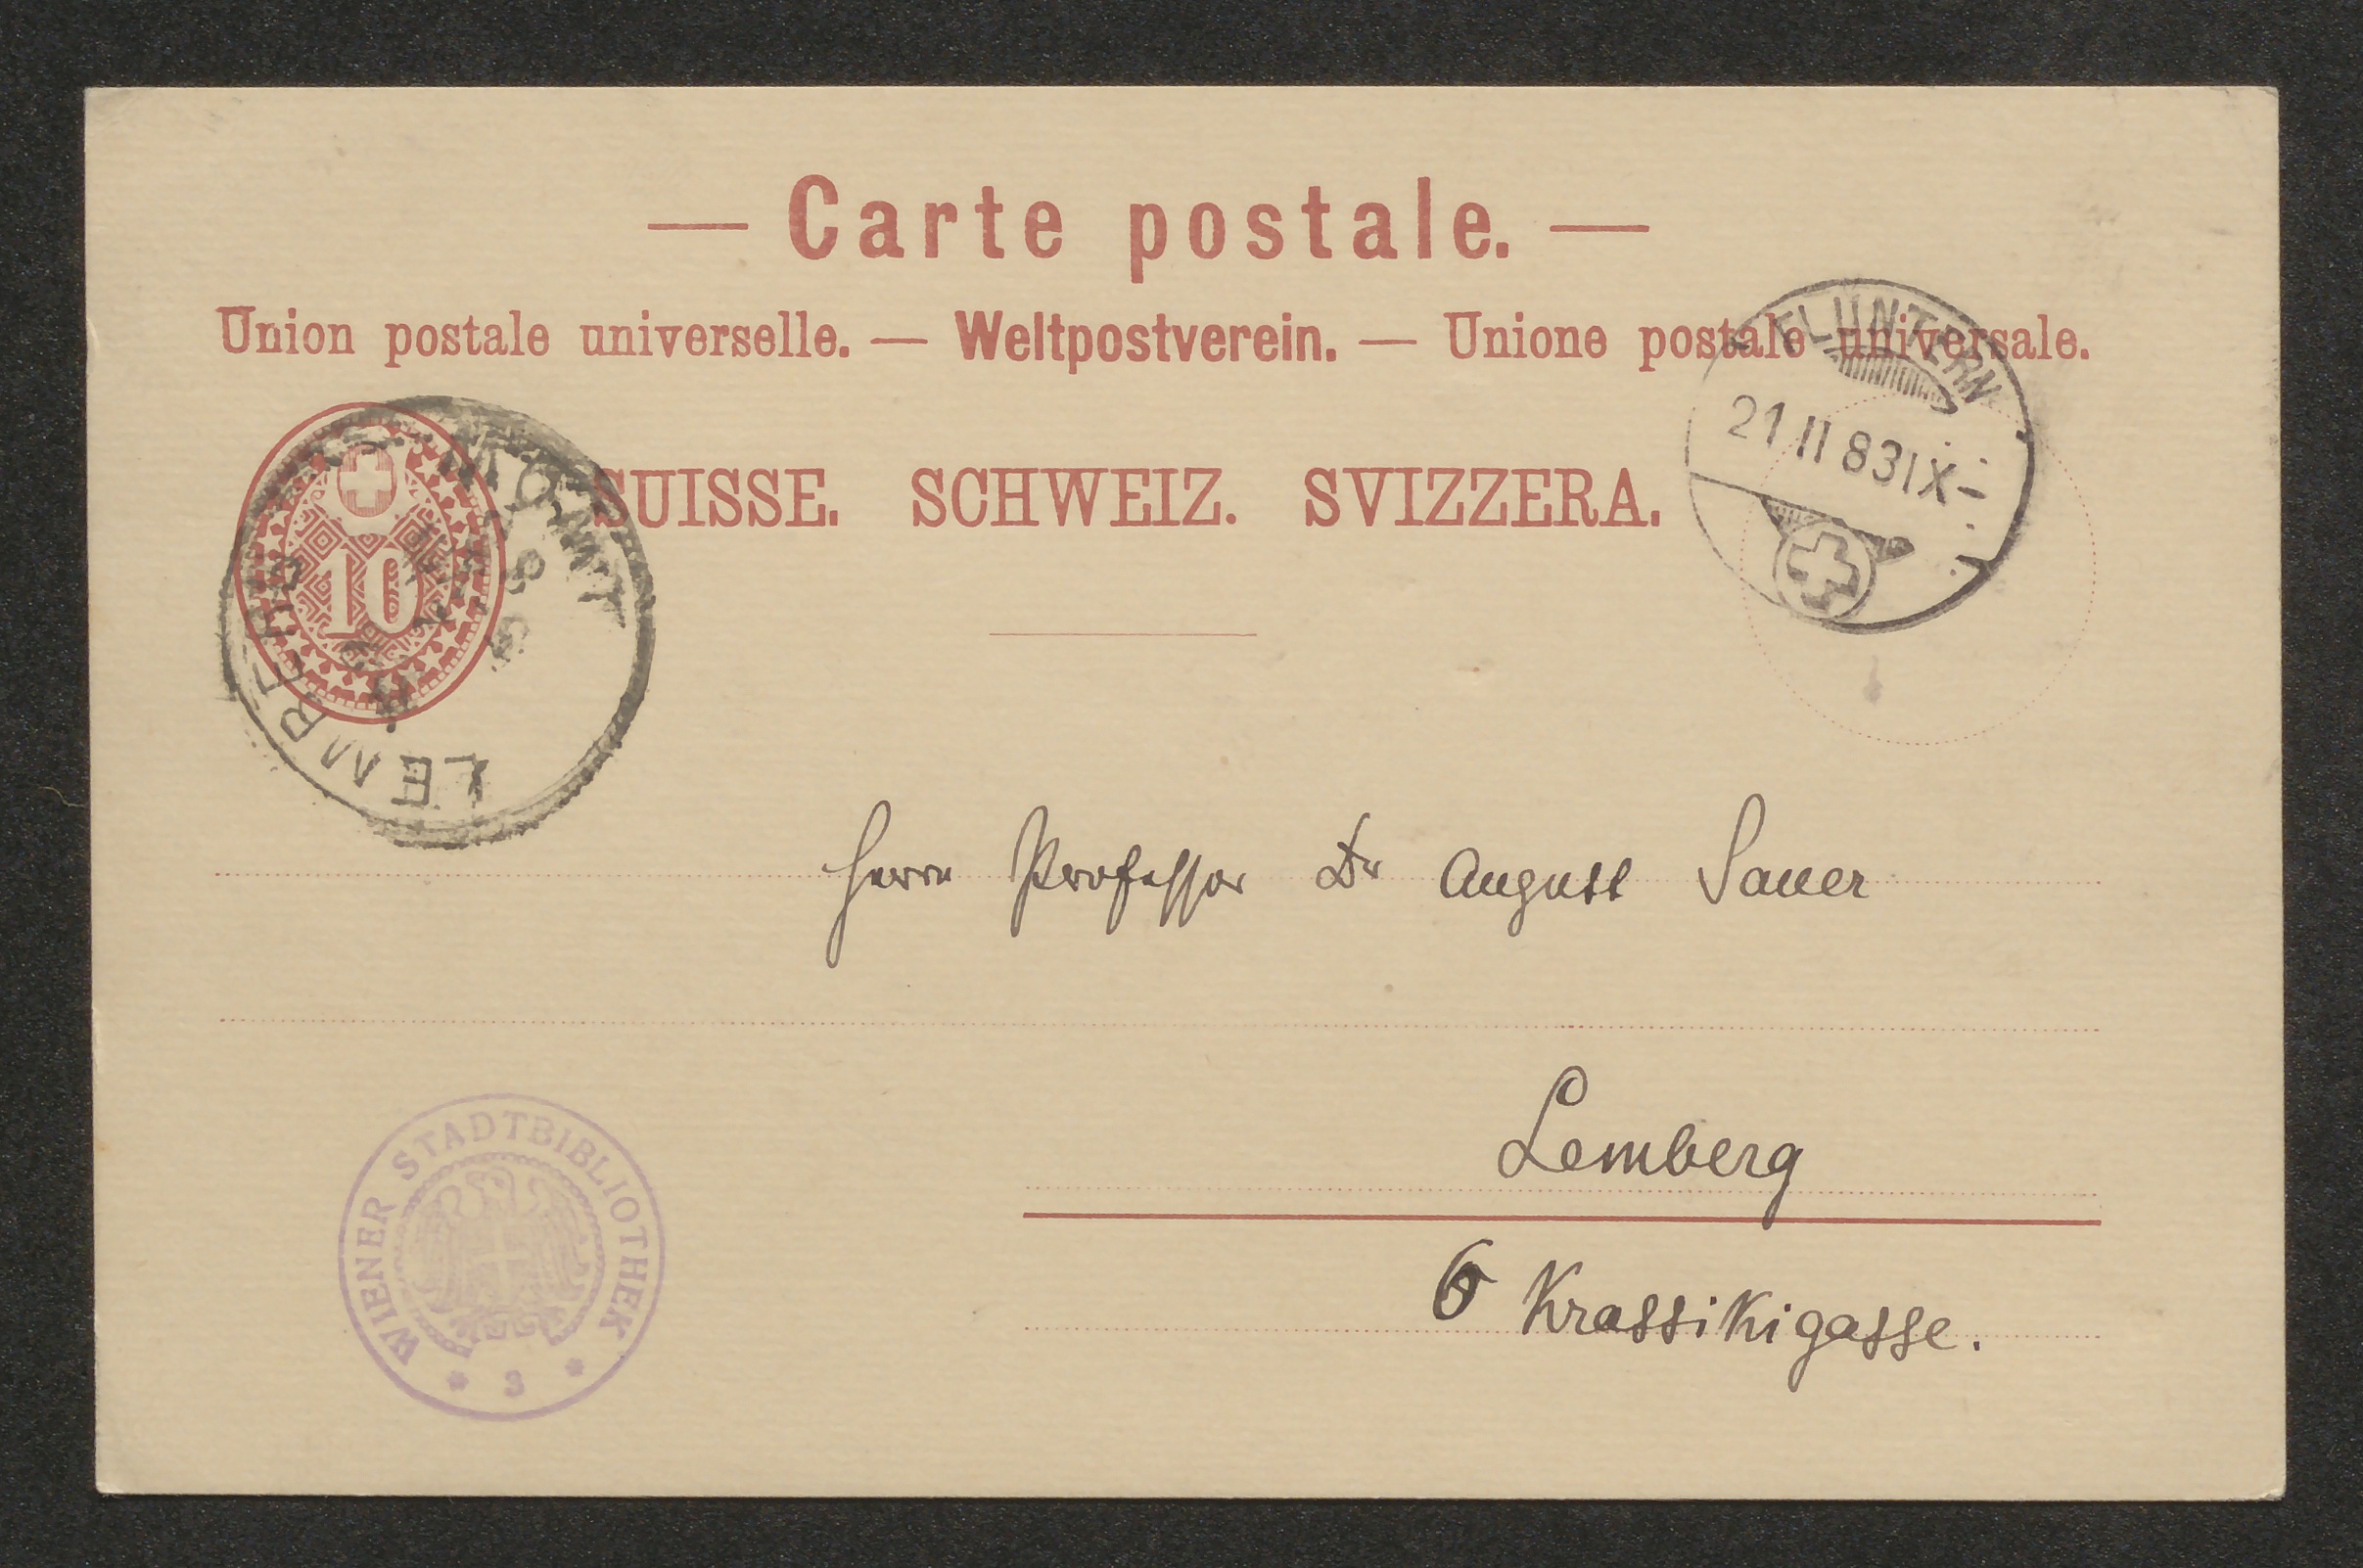 — Carte postale. —
Union postale universelle. — Weltpostverein. — Unione postale universale.
SUISSE. SCHWEIZ. SVIZZERA.
10
FLUNTERN
21 II 83 IX–
LEMBERG
Herrn Professor Dr August Sauer
Lemberg
6 Krassikigasse.
WIENER STADTBIBLIOTHEK
* 3 *